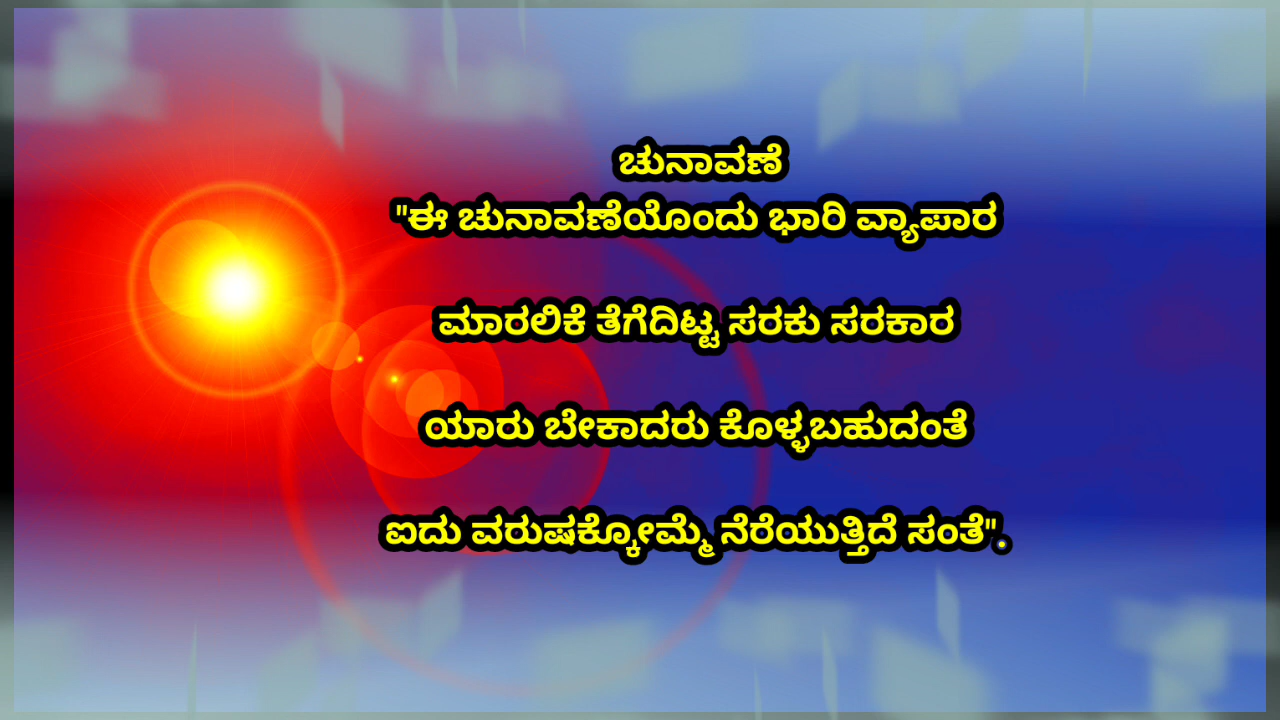 ಚುನಾವಣೆ
"ಈ ಚುನಾವಣೆಯೊಂದು ಭಾರಿ ವ್ಯಾಪಾರ
ಮಾರಲಿಕೆ ತೆಗೆದಿಟ್ಟ ಸರಕು ಸರಕಾರ
ಯಾರು ಬೇಕಾದರು ಕೊಳ್ಳಬಹುದಂತೆ
ಐದು ವರುಷಕ್ಕೋಮ್ಮೆ ನೆರೆಯುತ್ತಿದೆ ಸಂತೆ".